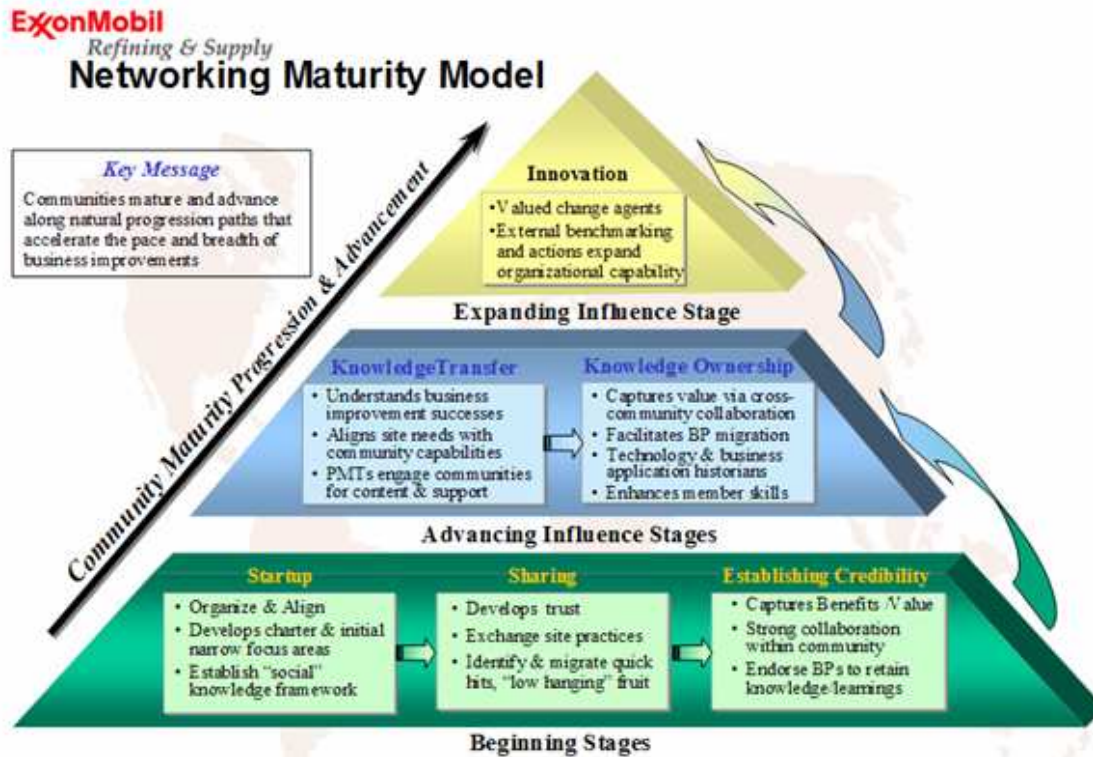 ExxonMobil
Refining & Supply
Networking Maturity Model
Key Message
Communities mature and advance
along natural progression paths that
accelerate the pace and breadth of
business improvements
Community Maturity Progression & Advancement
Innovation
•Valued change agents
•External benchmarking
and actions expand
organizational capability
Expanding Influence Stage
KnowledgeTransfer
• Understands business
improvement successes
• Aligns site needs with
community capabilities
• PMTs engage communities
for content & support
Knowledge Ownership
• Captures value via cross-
community collaboration
• Facilitates BP migration
• Technology & business
application historians
• Enhances member skills
Advancing Influence Stages
Startup
• Organize & Align
• Develops charter & initial
narrow focus areas
• Establish “social”
knowledge framework
Sharing
• Develops trust
• Exchange site practices
• Identify & migrate quick
hits, “low hanging” fruit
Establishing Credibility
• Captures Benefits /Value
• Strong collaboration
within community
• Endorse BPs to retain
knowledge/learnings
Beginning Stages